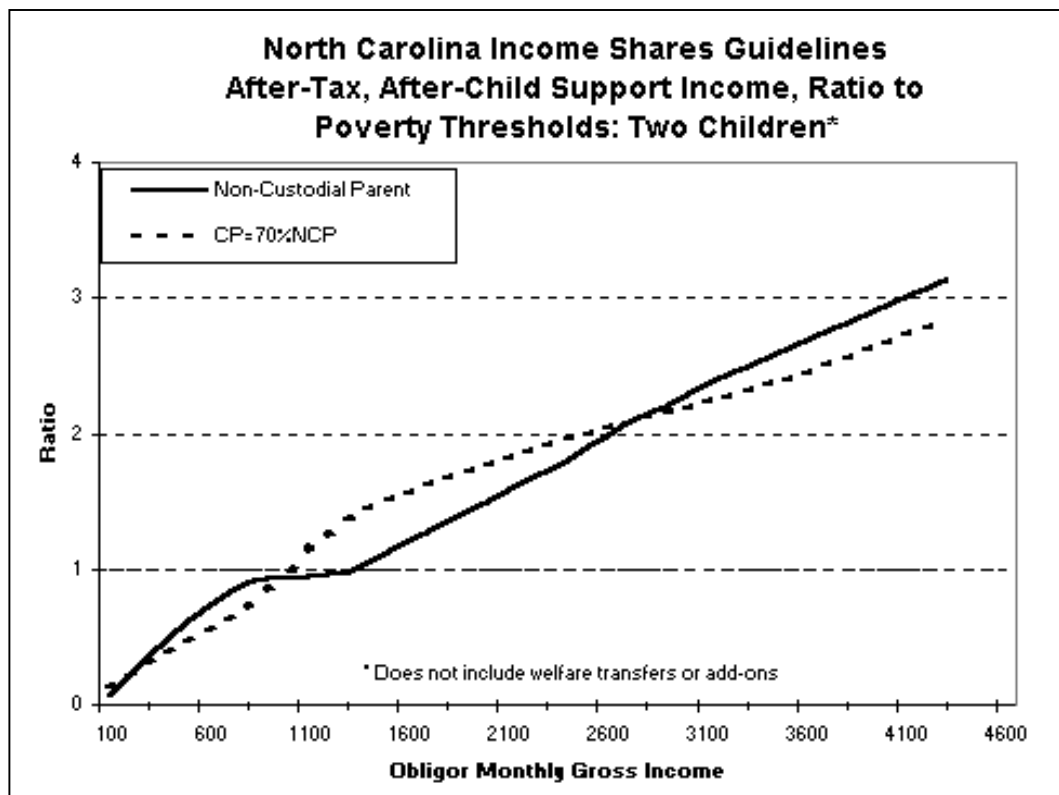 North Carolina Income Shares Guidelines
After-Tax, After-Child Support Income, Ratio to
Poverty Thresholds: Two Children*
4
Non-Custodial Parent
CP=70%NCP
3
2
1
0
Ratio
* Does not include welfare transfers or add-ons
100 600 1100 1600 2100 2600 3100 3600 4100 4600
Obligor Monthly Gross Income